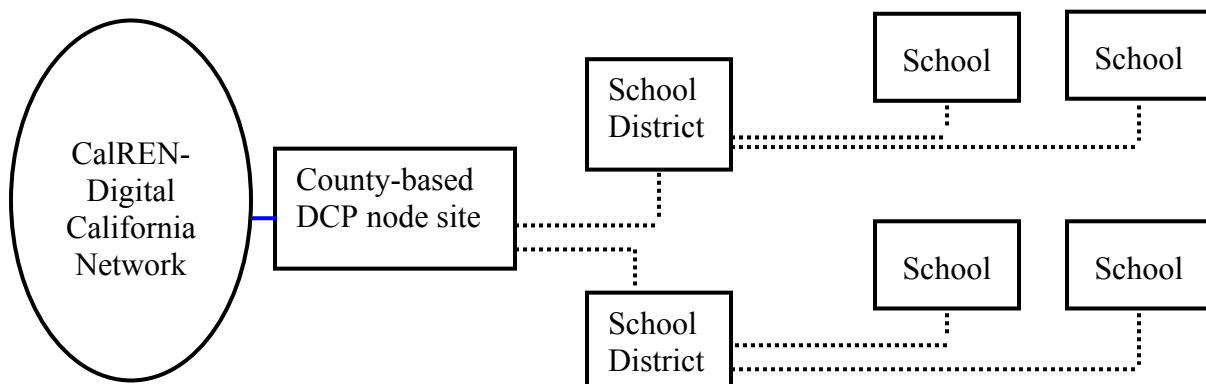 CalREN-
Digital
California
Network
County-based
DCP node site
School
District
School
School
School
District
School
School